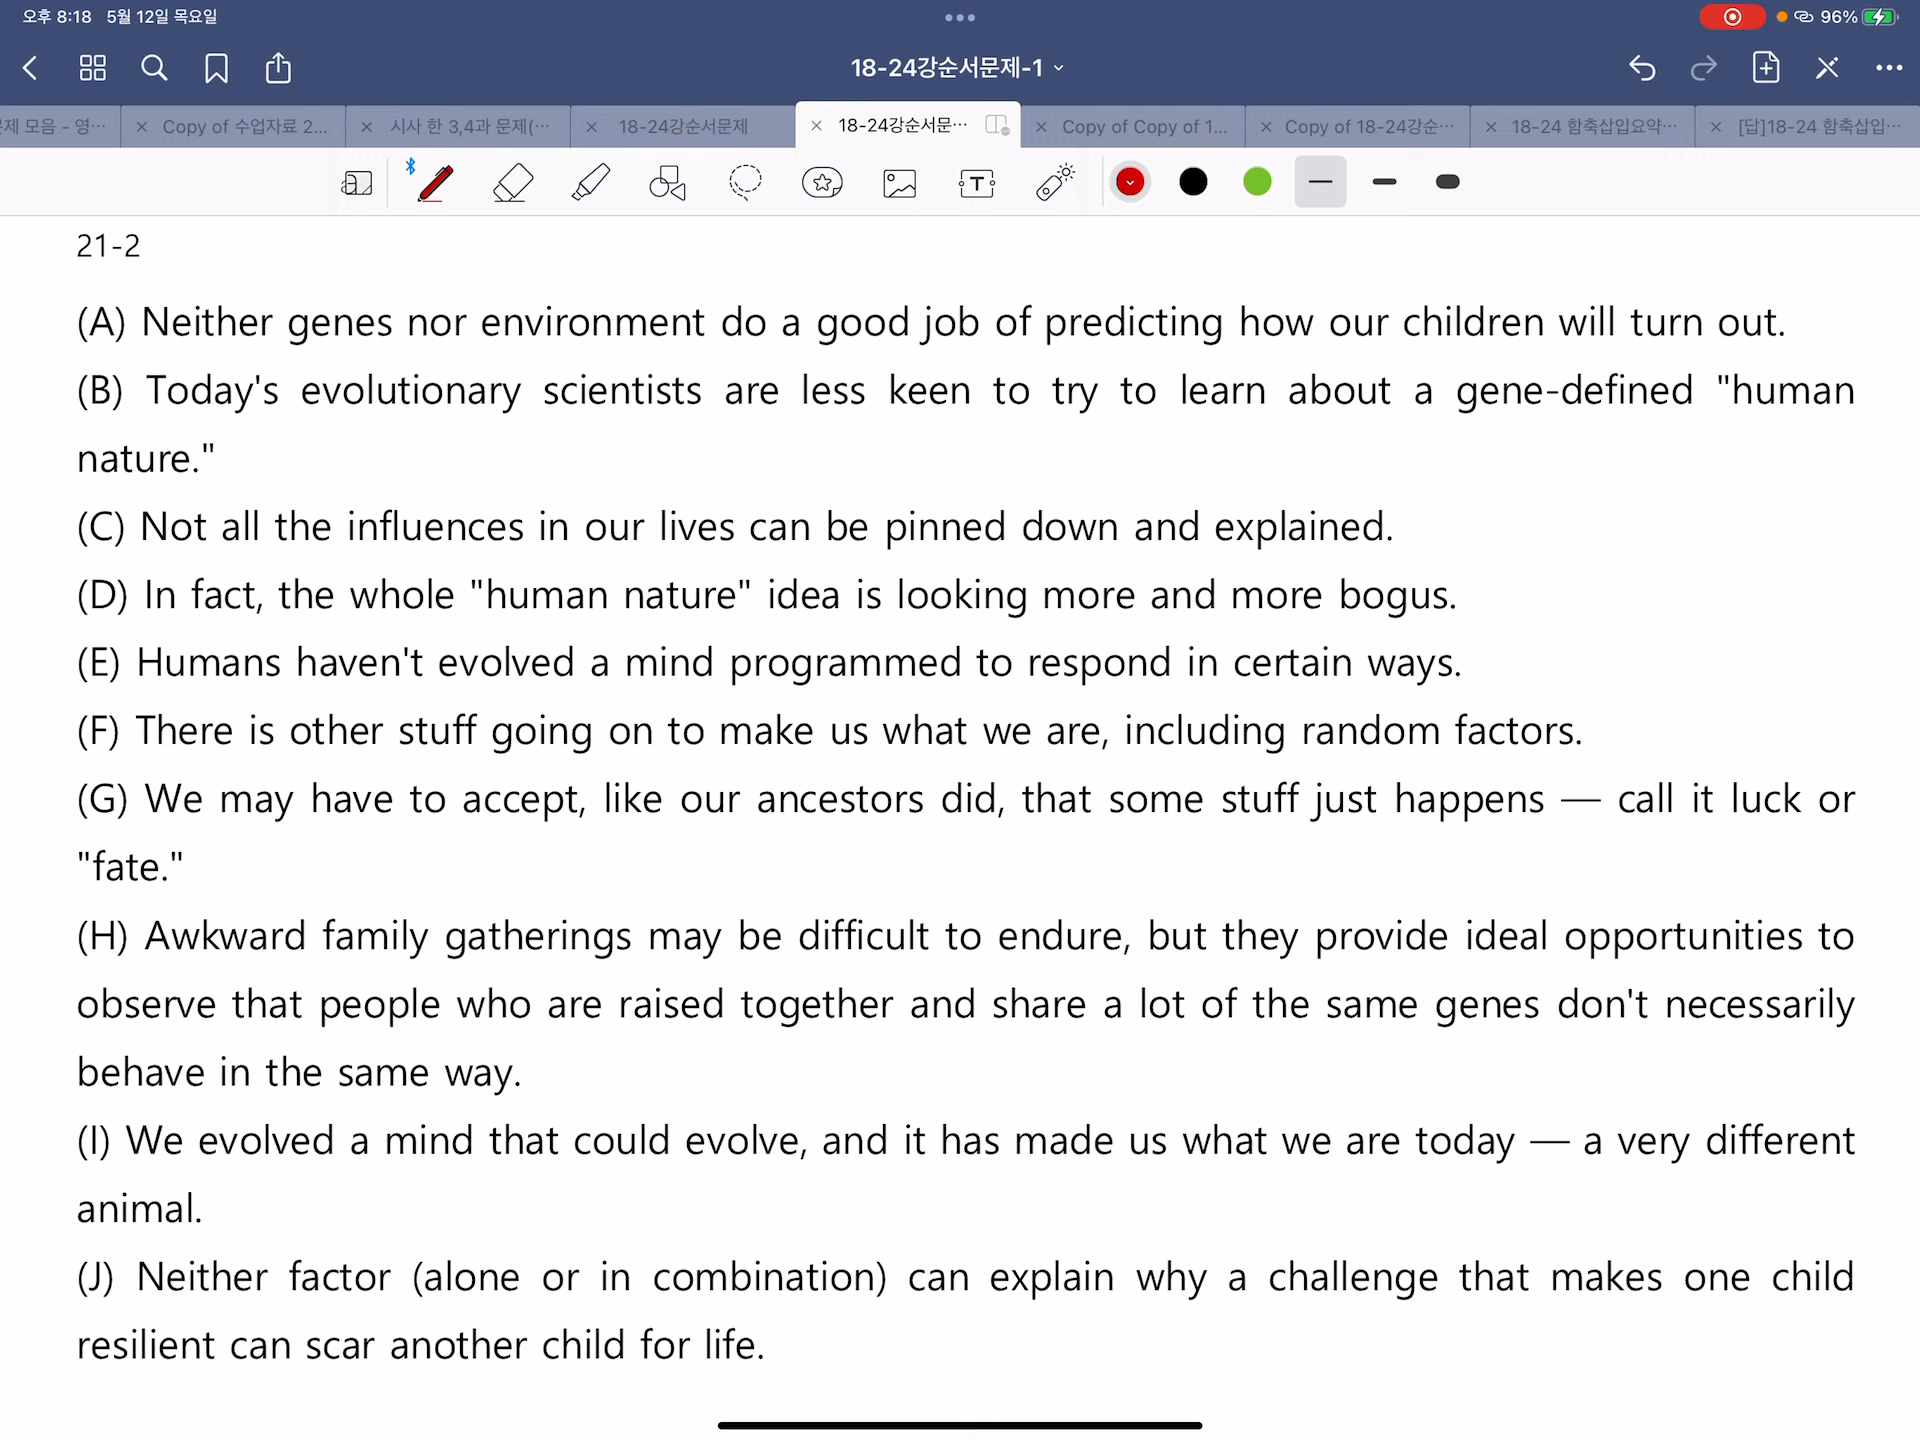 오후 8:18 5월 12일 목요일
96%
18-24강순서문제-1
문제 모음 - 영…
Copy of 수업자료 2...
시사 한 3,4과 문제(…
18-24강순서문제
18-24강순서문…
Copy of Copy of 1...
Copy of 18-24강순…
18-24 함축삽입요약…
[답]18-24 함축삽입…
21-2
(A) Neither genes nor environment do a good job of predicting how our children will turn out.
(B) Today's evolutionary scientists are less keen to try to learn about a gene-defined "human
nature."
(C) Not all the influences in our lives can be pinned down and explained.
(D) In fact, the whole "human nature" idea is looking more and more bogus.
(E) Humans haven't evolved a mind programmed to respond in certain ways.
(F) There is other stuff going on to make us what we are, including random factors.
(G) We may have to accept, like our ancestors did, that some stuff just happens — call it luck or
"fate."
(H) Awkward family gatherings may be difficult to endure, but they provide ideal opportunities to
observe that people who are raised together and share a lot of the same genes don't necessarily
behave in the same way.
(I) We evolved a mind that could evolve, and it has made us what we are today — a very different
animal.
(J) Neither factor (alone or in combination) can explain why a challenge that makes one child
resilient can scar another child for life.